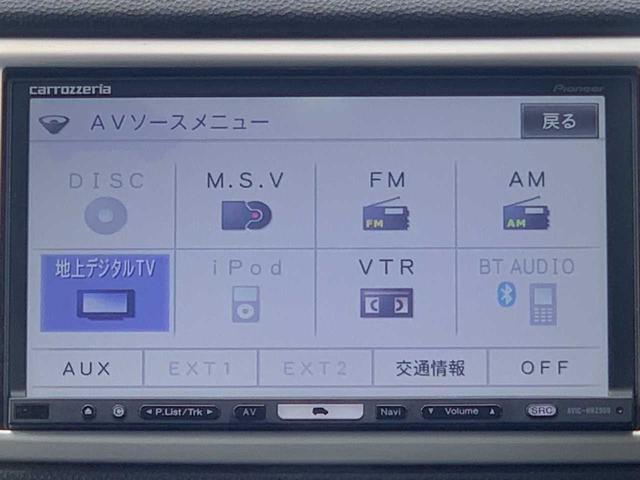 carrozzeria
Pioneer
AVソースメニュー
戻る
DISC
M.S.V
FM
AM
FM
AM
地上デジタルTV
iPod
VTR
BT AUDIO
AUX
EXT1
EXT2
交通情報
OFF
P.List/Trk
AV
Navi
Volume
SRC